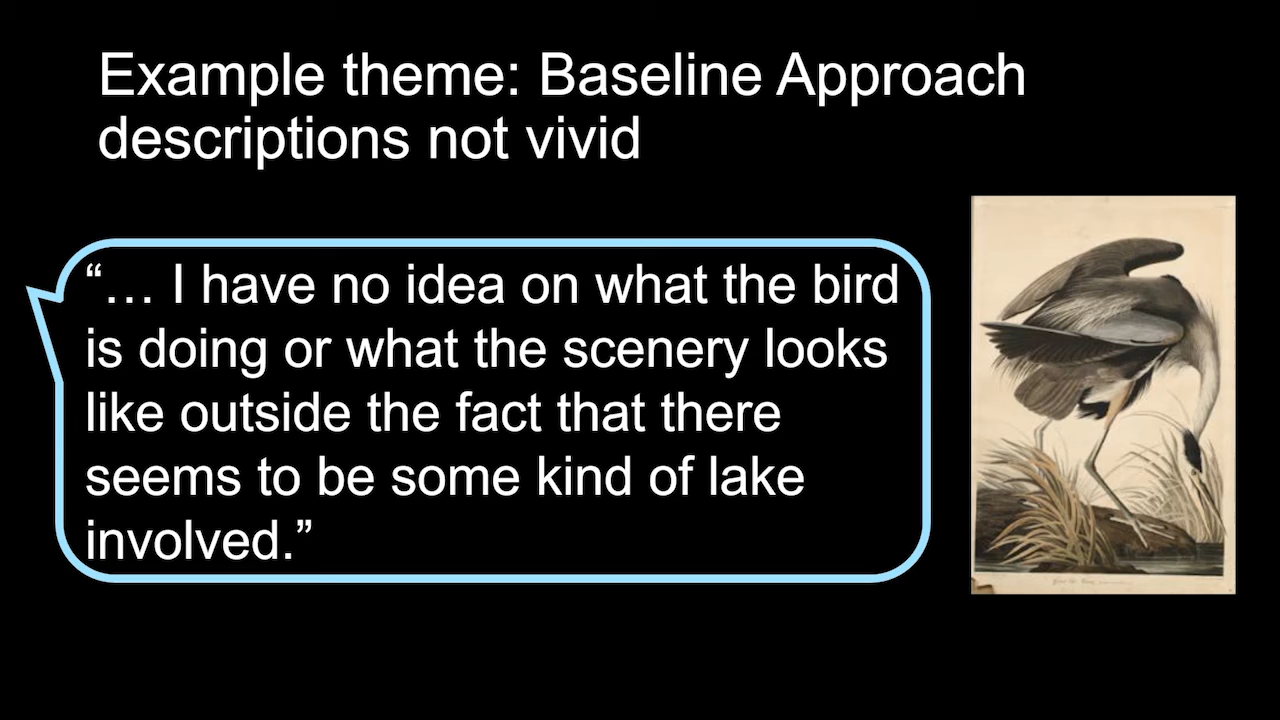 Example theme: Baseline Approach
descriptions not vivid
“… I have no idea on what the bird
is doing or what the scenery looks
like outside the fact that there
seems to be some kind of lake
involved.”